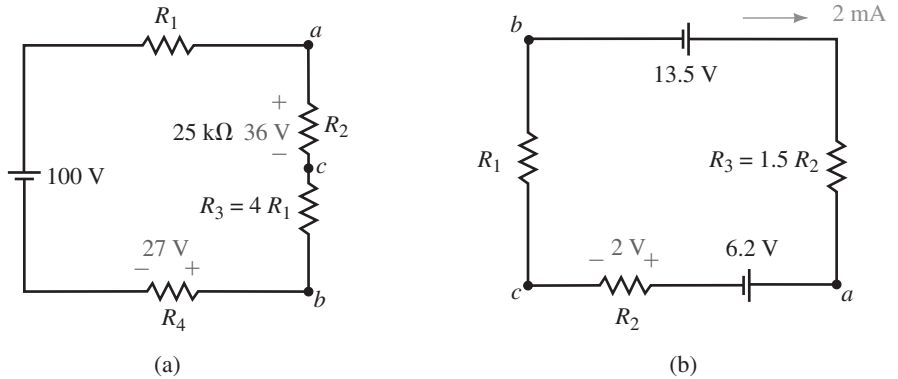 R1
a
+
25 kΩ 36 V
−
R2
c
100 V
R3 = 4 R1
27 V
− +
R4
b
(a)
2 mA
b
13.5 V
R1
R3 = 1.5 R2
− 2 V +
6.2 V
c
R2
a
(b)